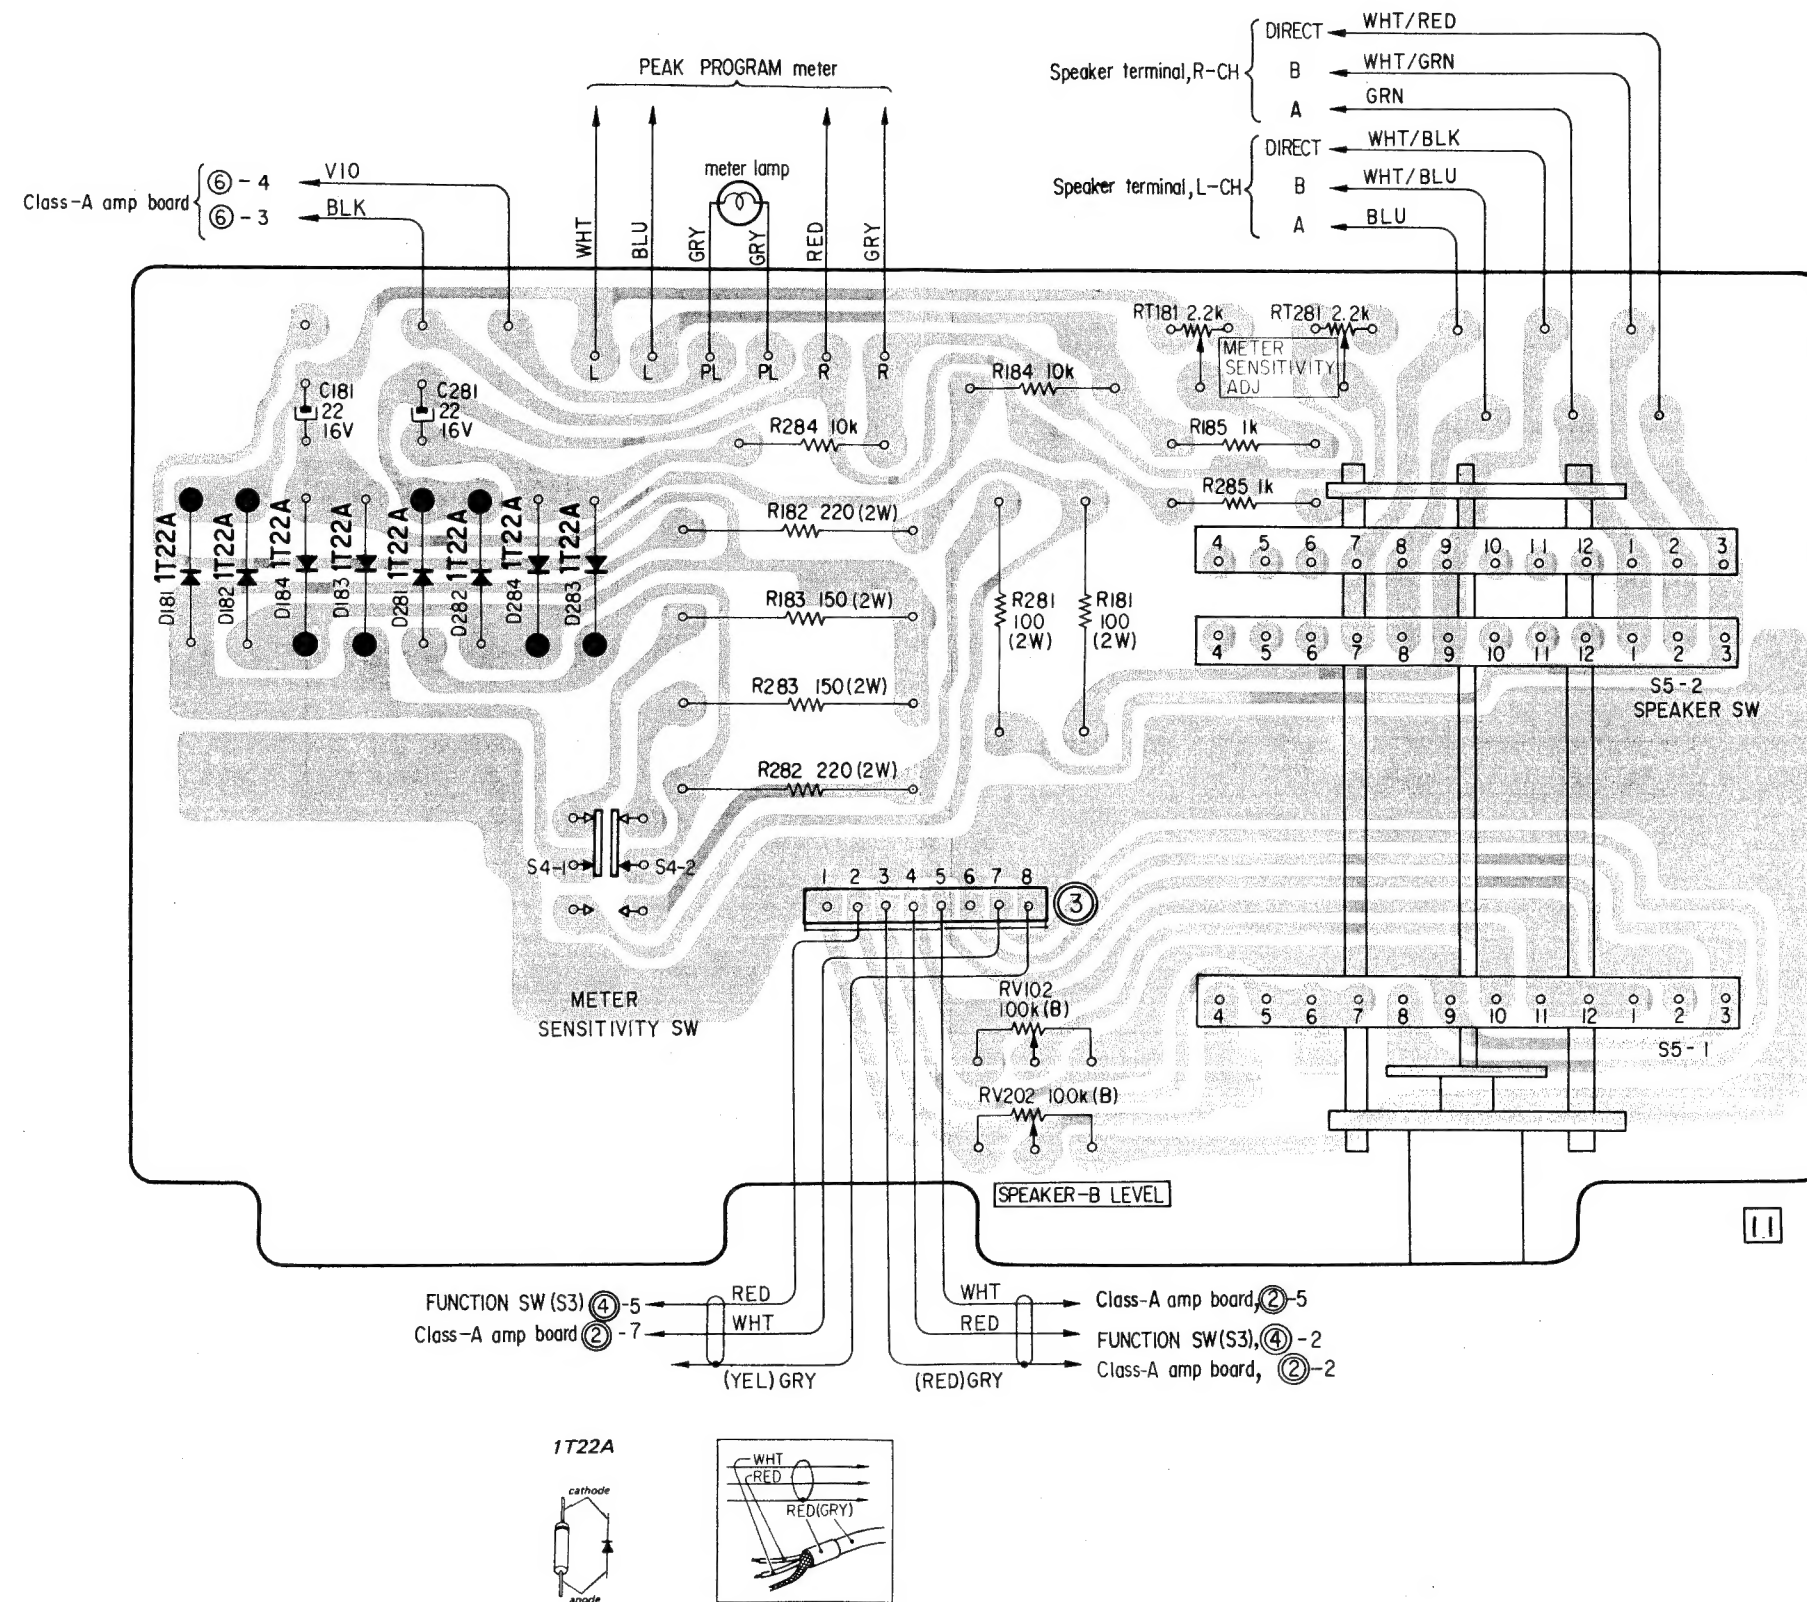 DIRECT WHT/RED
Speaker terminal,R-CH B WHT/GRN
A GRN
DIRECT WHT/BLK
Speaker terminal,L-CH B WHT/BLU
A BLU
PEAK PROGRAM meter
meter lamp
Class-A amp board ⑥-4 VIO
⑥-3 BLK
WHT BLU GRY GRY RED GRY
L L PL PL R R
RT181 2.2k RT281 2.2k
METER
SENSITIVITY
ADJ
C181
22
16V
C281
22
16V
R184 10k
R284 10k
R185 1k
R285 1k
R182 220(2W)
D181 1T22A
D182 1T22A
D184 1T22A
D183 1T22A
D281 1T22A
D282 1T22A
D284 1T22A
D283 1T22A
R183 150(2W)
R281
100
(2W)
R181
100
(2W)
4 5 6 7 8 9 10 11 12 1 2 3
4 5 6 7 8 9 10 11 12 1 2 3
S5-2
SPEAKER SW
R283 150(2W)
R282 220(2W)
S4-1 S4-2
1 2 3 4 5 6 7 8
③
METER
SENSITIVITY SW
RV102
100k(B)
4 5 6 7 8 9 10 11 12 1 2 3
S5-1
RV202 100k(B)
SPEAKER-B LEVEL
11
FUNCTION SW(S3) ④-5 RED
Class-A amp board ② -7 WHT
(YEL)GRY
WHT Class-A amp board,②-5
RED FUNCTION SW(S3),④-2
(RED)GRY Class-A amp board, ②-2
1T22A
cathode
anode
WHT
RED
RED(GRY)